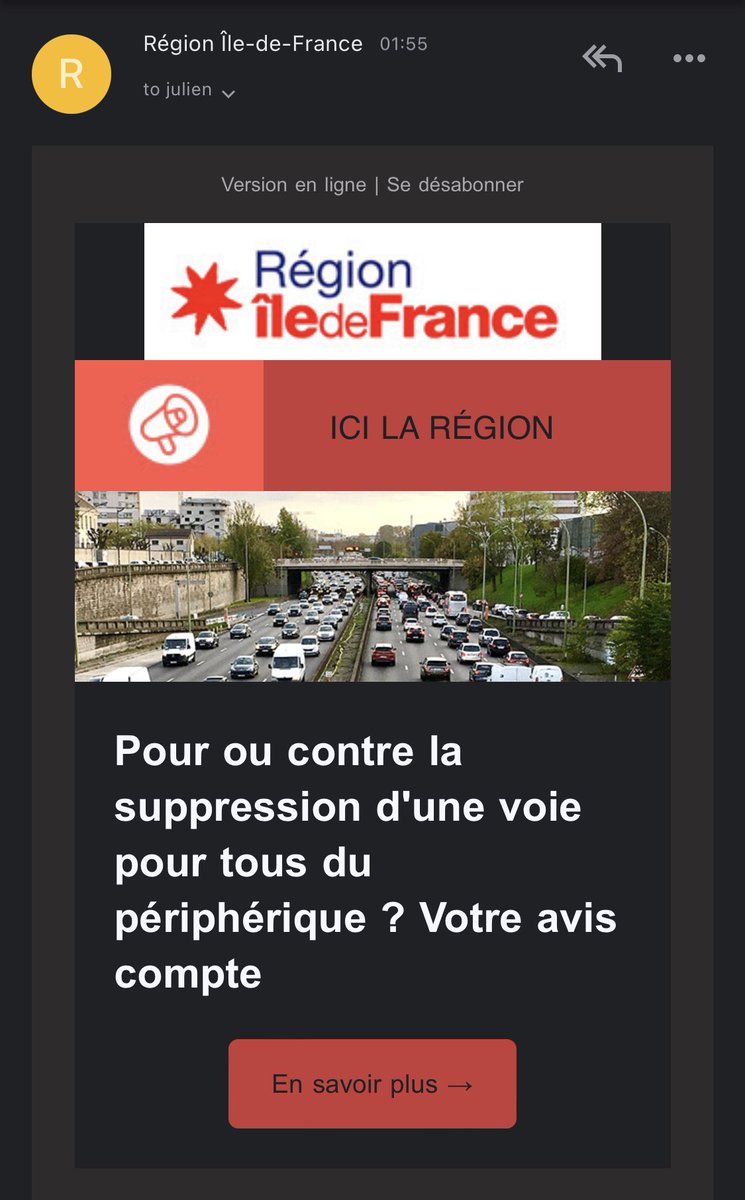 R
Région Île-de-France 01:55
to julien
Version en ligne | Se désabonner
Région
îledeFrance
ICI LA RÉGION
Pour ou contre la
suppression d'une voie
pour tous du
périphérique ? Votre avis
compte
En savoir plus →